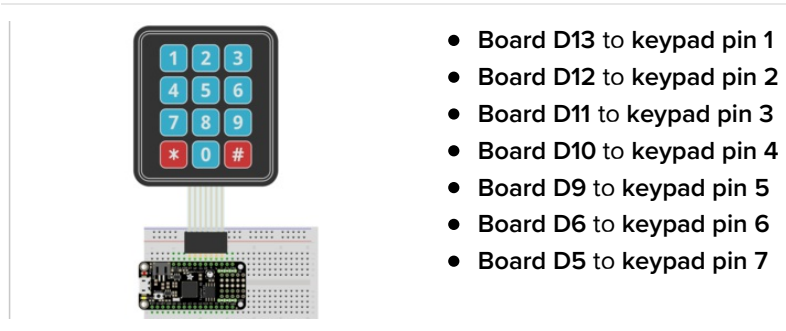 1 2 3
4 5 6
7 8 9
* 0 #
Board D13 to keypad pin 1
Board D12 to keypad pin 2
Board D11 to keypad pin 3
Board D10 to keypad pin 4
Board D9 to keypad pin 5
Board D6 to keypad pin 6
Board D5 to keypad pin 7